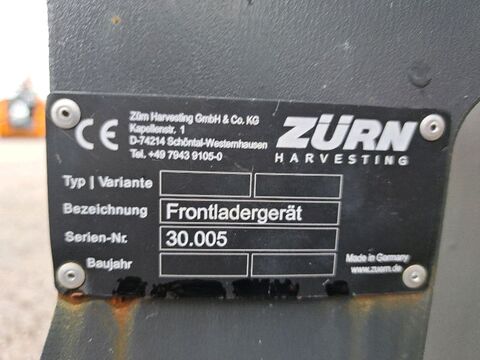 Zürn Harvesting GmbH & Co. KG
Kapellenstr. 1
D-74214 Schöntal-Westernhausen
Tel. +49 7943 9105-0
CE
ZÜRN
HARVESTING
Typ | Variante
Bezeichnung Frontladergerät
Serien-Nr. 30.005
Baujahr
Made in Germany
www.zuern.de